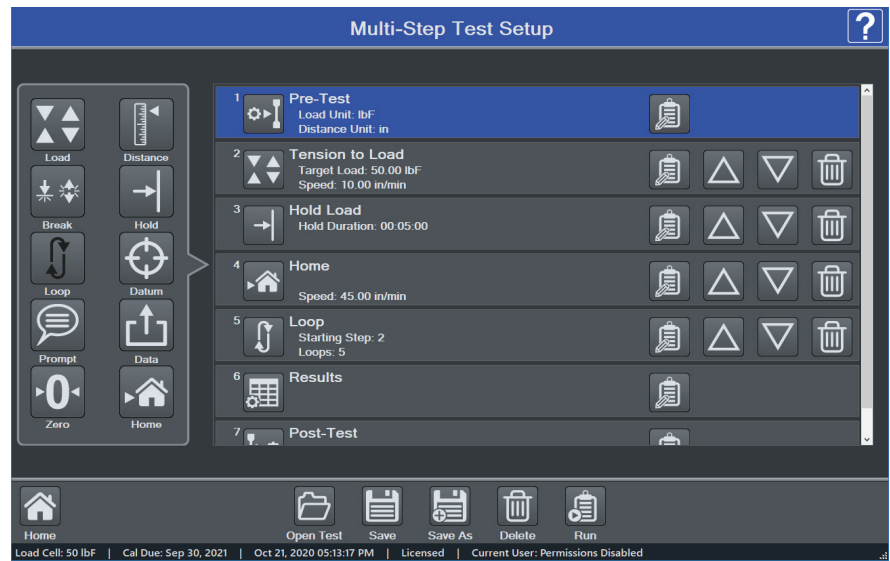 Multi-Step Test Setup
?
Load
Distance
Break
Hold
Loop
Datum
Prompt
Data
0
Zero
Home
1
Pre-Test
Load Unit: lbF
Distance Unit: in
2
Tension to Load
Target Load: 50.00 lbF
Speed: 10.00 in/min
3
Hold Load
Hold Duration: 00:05:00
4
Home
Speed: 45.00 in/min
5
Loop
Starting Step: 2
Loops: 5
6
Results
7
Post-Test
Home
Open Test
Save
Save As
Delete
Run
Load Cell: 50 lbF | Cal Due: Sep 30, 2021 | Oct 21, 2020 05:13:17 PM | Licensed | Current User: Permissions Disabled